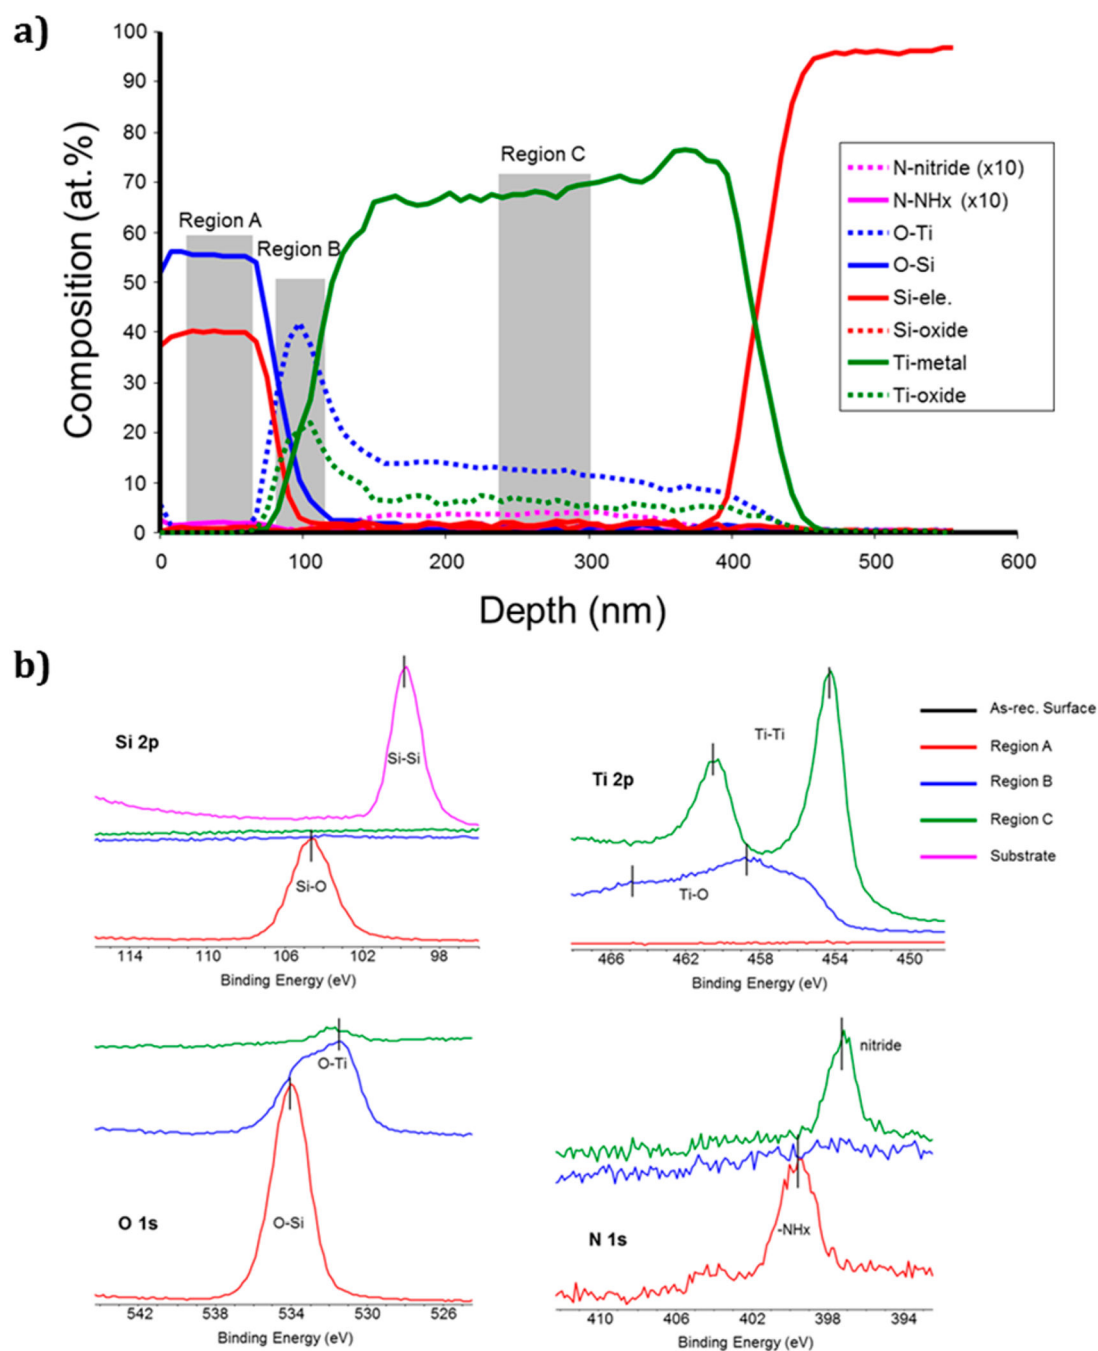 a)
100
90
80
70
60
50
40
30
20
10
0
Composition (at. %)
Region A
Region B
Region C
N-nitride (x10)
N-NHx (x10)
O-Ti
O-Si
Si-ele.
Si-oxide
Ti-metal
Ti-oxide
0 100 200 300 400 500 600
Depth (nm)
b)
Si 2p
Si-Si
Si-O
114 110 106 102 98
Binding Energy (eV)
Ti 2p
Ti-Ti
Ti-O
466 462 458 454 450
Binding Energy (eV)
As-rec. Surface
Region A
Region B
Region C
Substrate
O 1s
O-Ti
O-Si
542 538 534 530 526
Binding Energy (eV)
N 1s
nitride
-NHx
410 406 402 398 394
Binding Energy (eV)